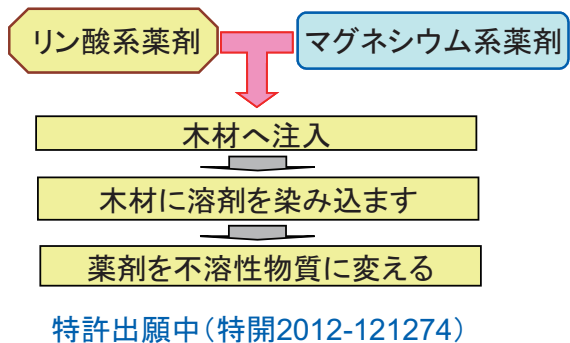 リン酸系薬剤
マグネシウム系薬剤
木材へ注入
木材に溶剤を染み込ます
薬剤を不溶性物質に変える
特許出願中（特開2012-121274）